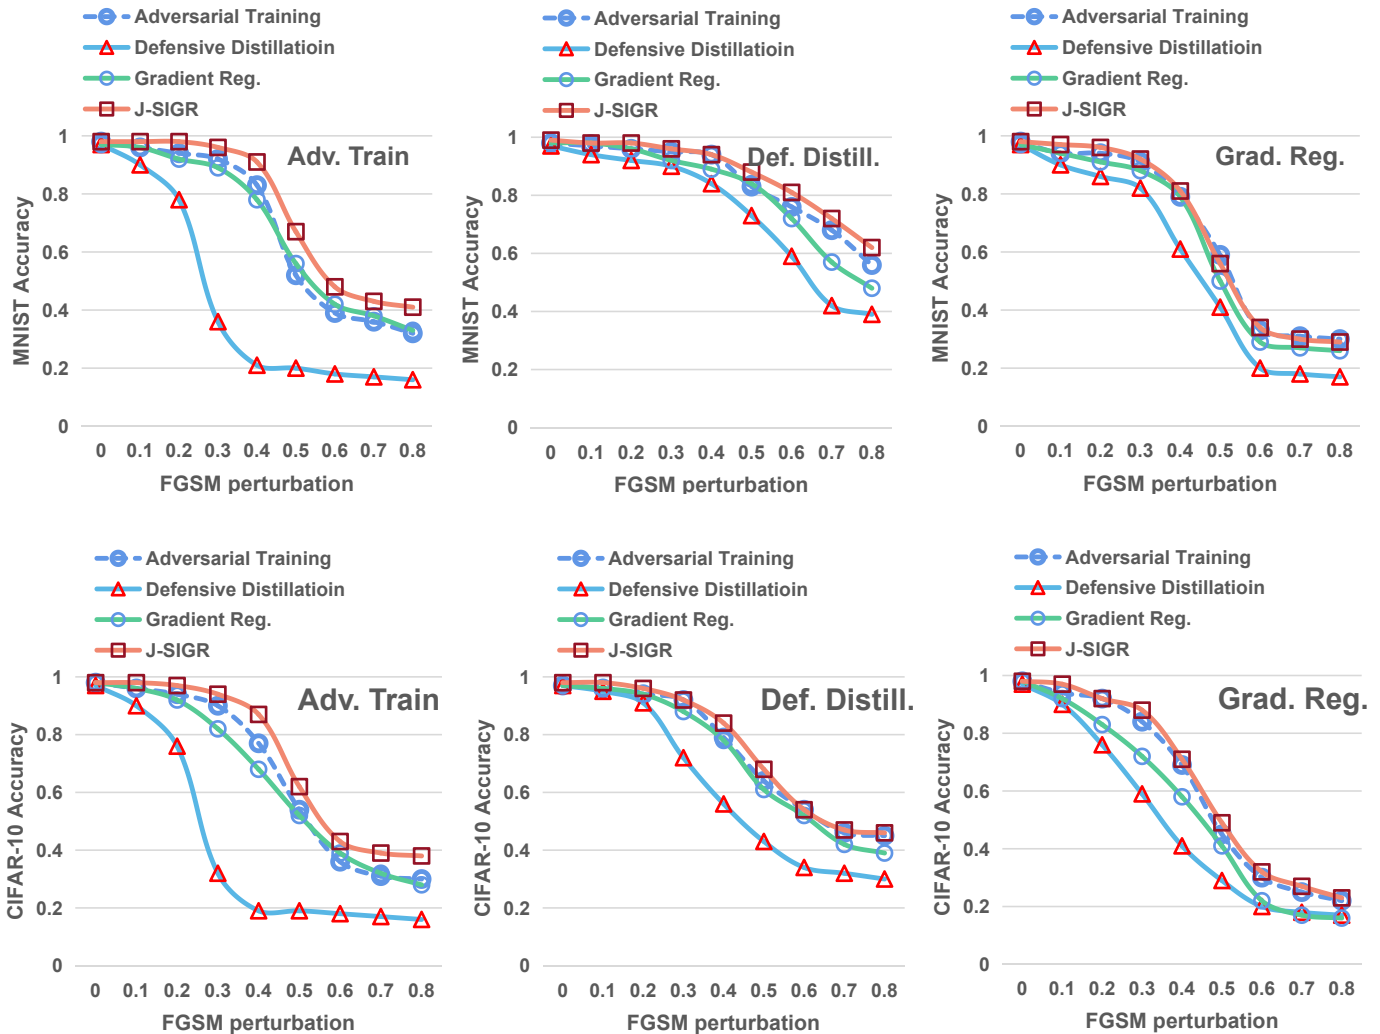 Adversarial Training
Defensive Distillatioin
Gradient Reg.
J-SIGR
Adv. Train
MNIST Accuracy
1
0.8
0.6
0.4
0.2
0
0 0.1 0.2 0.3 0.4 0.5 0.6 0.7 0.8
FGSM perturbation
Adversarial Training
Defensive Distillatioin
Gradient Reg.
J-SIGR
Def. Distill.
MNIST Accuracy
1
0.8
0.6
0.4
0.2
0
0 0.1 0.2 0.3 0.4 0.5 0.6 0.7 0.8
FGSM perturbation
Adversarial Training
Defensive Distillatioin
Gradient Reg.
J-SIGR
Grad. Reg.
MNIST Accuracy
1
0.8
0.6
0.4
0.2
0
0 0.1 0.2 0.3 0.4 0.5 0.6 0.7 0.8
FGSM perturbation
Adversarial Training
Defensive Distillatioin
Gradient Reg.
J-SIGR
Adv. Train
CIFAR-10 Accuracy
1
0.8
0.6
0.4
0.2
0
0 0.1 0.2 0.3 0.4 0.5 0.6 0.7 0.8
FGSM perturbation
Adversarial Training
Defensive Distillatioin
Gradient Reg.
J-SIGR
Def. Distill.
CIFAR-10 Accuracy
1
0.8
0.6
0.4
0.2
0
0 0.1 0.2 0.3 0.4 0.5 0.6 0.7 0.8
FGSM perturbation
Adversarial Training
Defensive Distillatioin
Gradient Reg.
J-SIGR
Grad. Reg.
CIFAR-10 Accuracy
1
0.8
0.6
0.4
0.2
0
0 0.1 0.2 0.3 0.4 0.5 0.6 0.7 0.8
FGSM perturbation